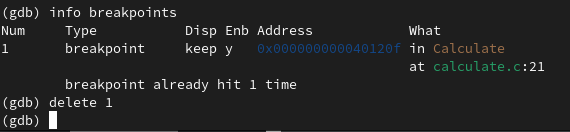 (gdb) info breakpoints
Num     Type           Disp Enb Address            What
1       breakpoint     keep y   0x000000000040120f in Calculate
                                                   at calculate.c:21
        breakpoint already hit 1 time
(gdb) delete 1
(gdb)